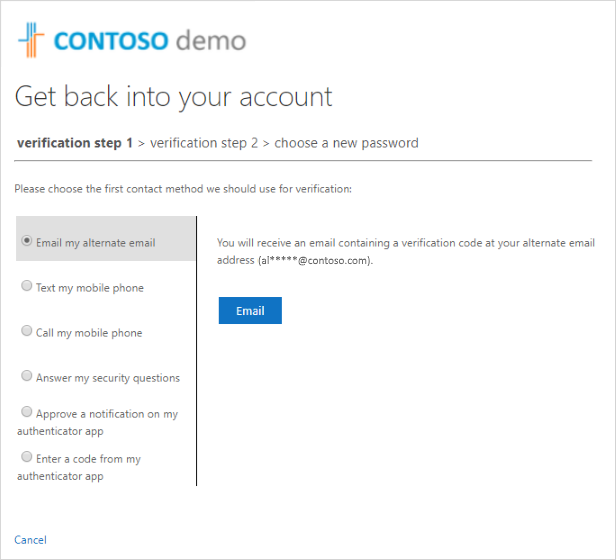 CONTOSO demo
Get back into your account
verification step 1 > verification step 2 > choose a new password
Please choose the first contact method we should use for verification:
Email my alternate email
Text my mobile phone
Call my mobile phone
Answer my security questions
Approve a notification on my
authenticator app
Enter a code from my
authenticator app
You will receive an email containing a verification code at your alternate email
address (al*****@contoso.com).
Email
Cancel